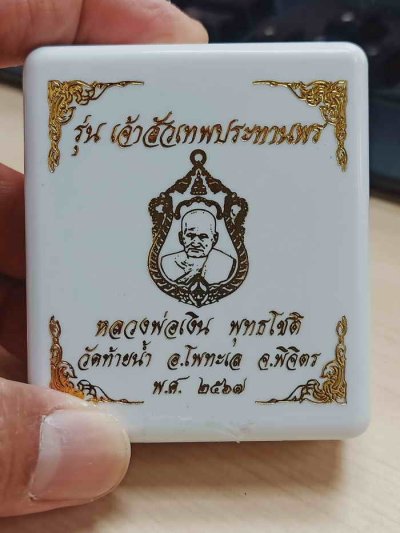 รุ่น เจ้าสัวเทพประทานพร
หลวงพ่อเงิน พุทธโชติ
วัดท้ายน้ำ อ.โพทะเล จ.พิจิตร
พ.ศ. ๒๕๖๗